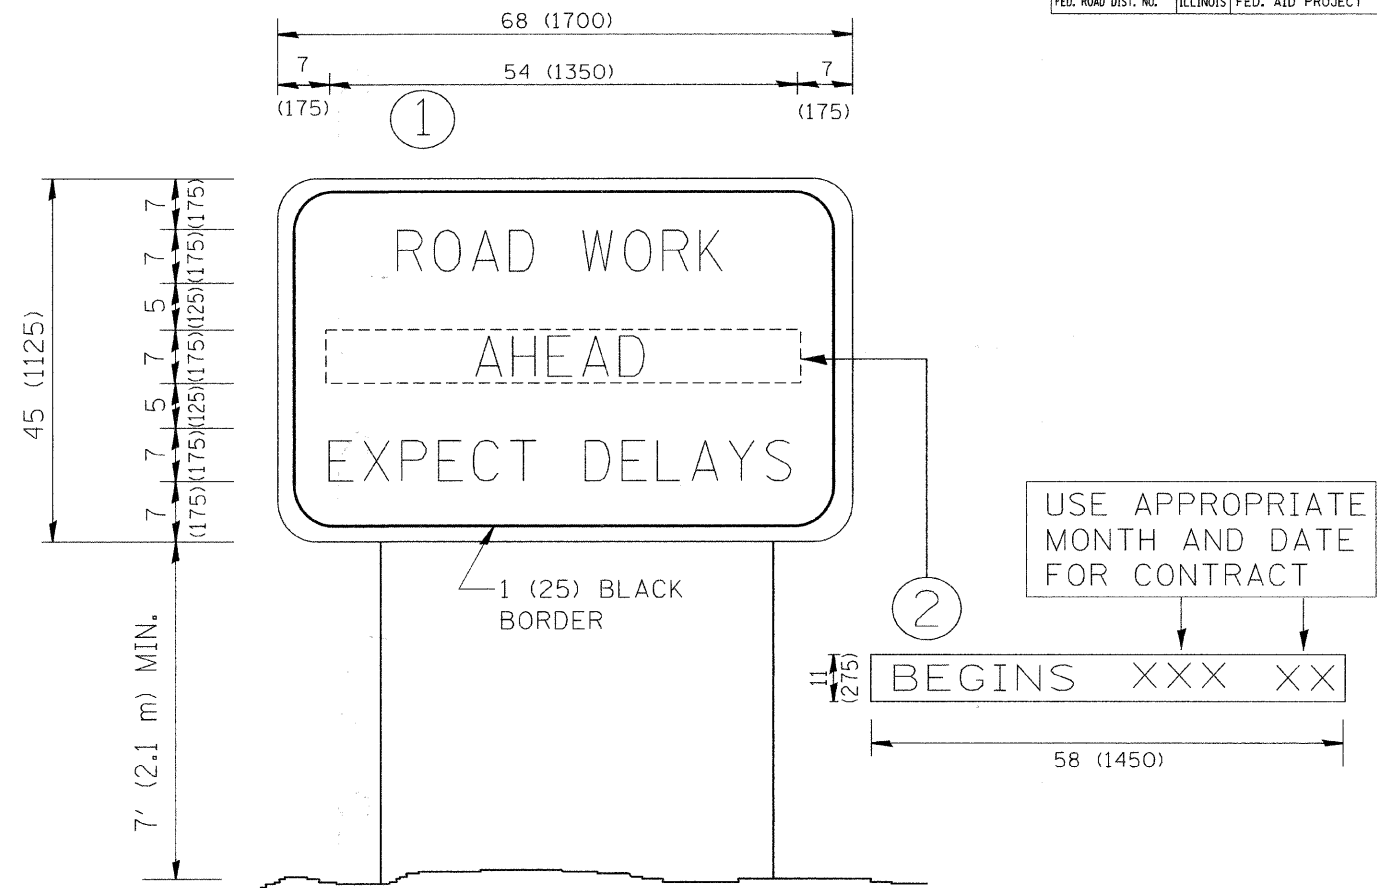 FED. ROAD DIST. NO. ILLINOIS FED. AID PROJECT
68 (1700)
7 54 (1350) 7
(175) (175)
1
45 (1125)
7 (175)
7 (175)
5 (125)
7 (175)
5 (125)
7 (175)
7 (175)
ROAD WORK
AHEAD
EXPECT DELAYS
1 (25) BLACK
BORDER
7' (2.1 m) MIN.
USE APPROPRIATE
MONTH AND DATE
FOR CONTRACT
2
11
(275)
BEGINS XXX XX
58 (1450)